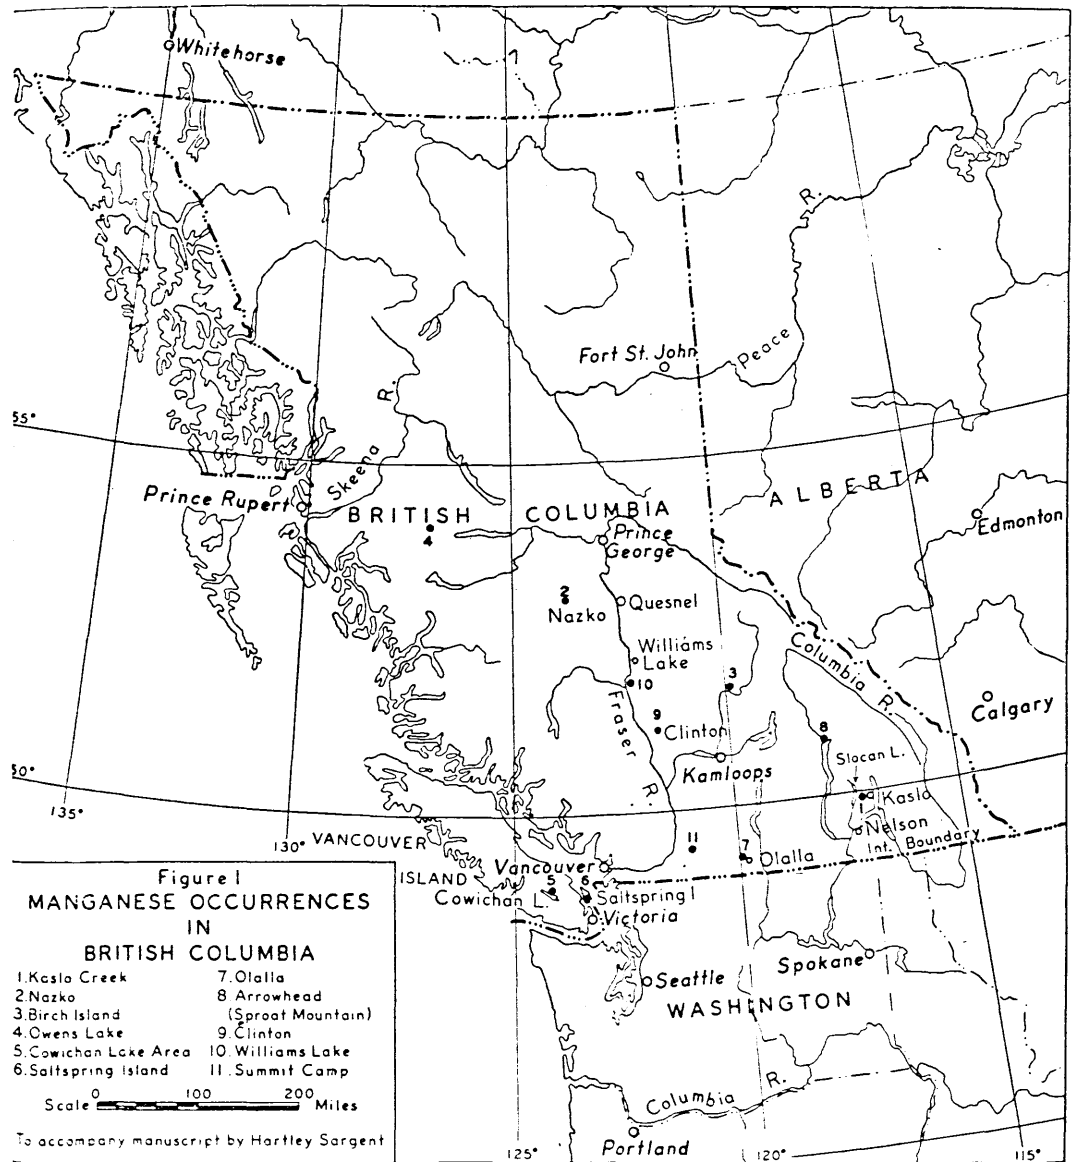 Whitehorse
Fort St. John
Peace
R.
55°
Skeena
R.
Prince Rupert
BRITISH COLUMBIA
ALBERTA
4
Edmonton
Prince
George
2
Nazko
Quesnel
Williams
Lake
10
3
Columbia R.
Calgary
Fraser
R.
9
Clinton
8
Kamloops
Slocan L.
50°
Kaslo
1
Nelson
Int. Boundary
135°
130°
VANCOUVER
ISLAND
11
7
Olalla
Vancouver
5
Cowichan L.
6
Saltspring I
Victoria
Seattle
Spokane
WASHINGTON
Columbia
R.
Portland
125°
120°
115°
Figure 1
MANGANESE OCCURRENCES
IN
BRITISH COLUMBIA
1.Kaslo Creek
2.Nazko
3.Birch Island
4.Owens Lake
5.Cowichan Lake Area
6.Saltspring Island
7.Olalla
8 Arrowhead
(Sproat Mountain)
9.Clinton
10.Williams Lake
11.Summit Camp
Scale 0 100 200 Miles
To accompany manuscript by Hartley Sargent